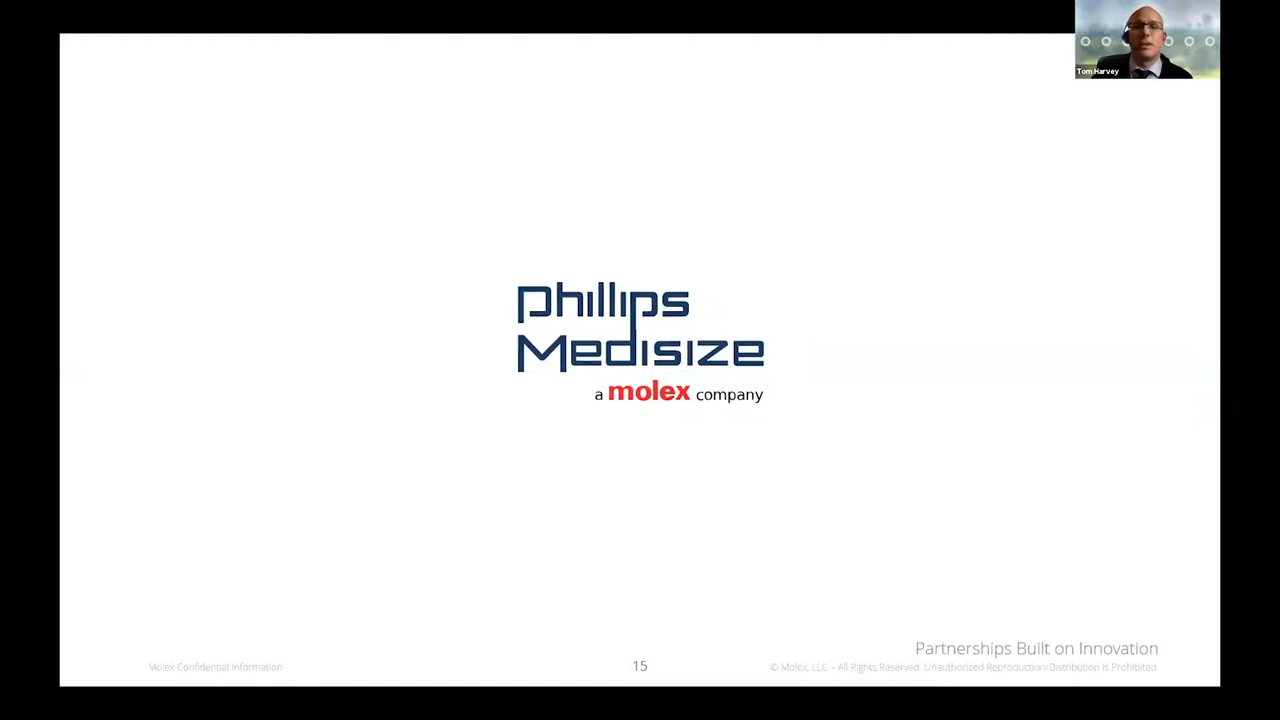 Tom Harvey
Phillips
Medisize
a molex company
Partnerships Built on Innovation
Molex Confidential Information
15
© Molex, LLC - All Rights Reserved. Unauthorized Reproduction/Distribution is Prohibited.